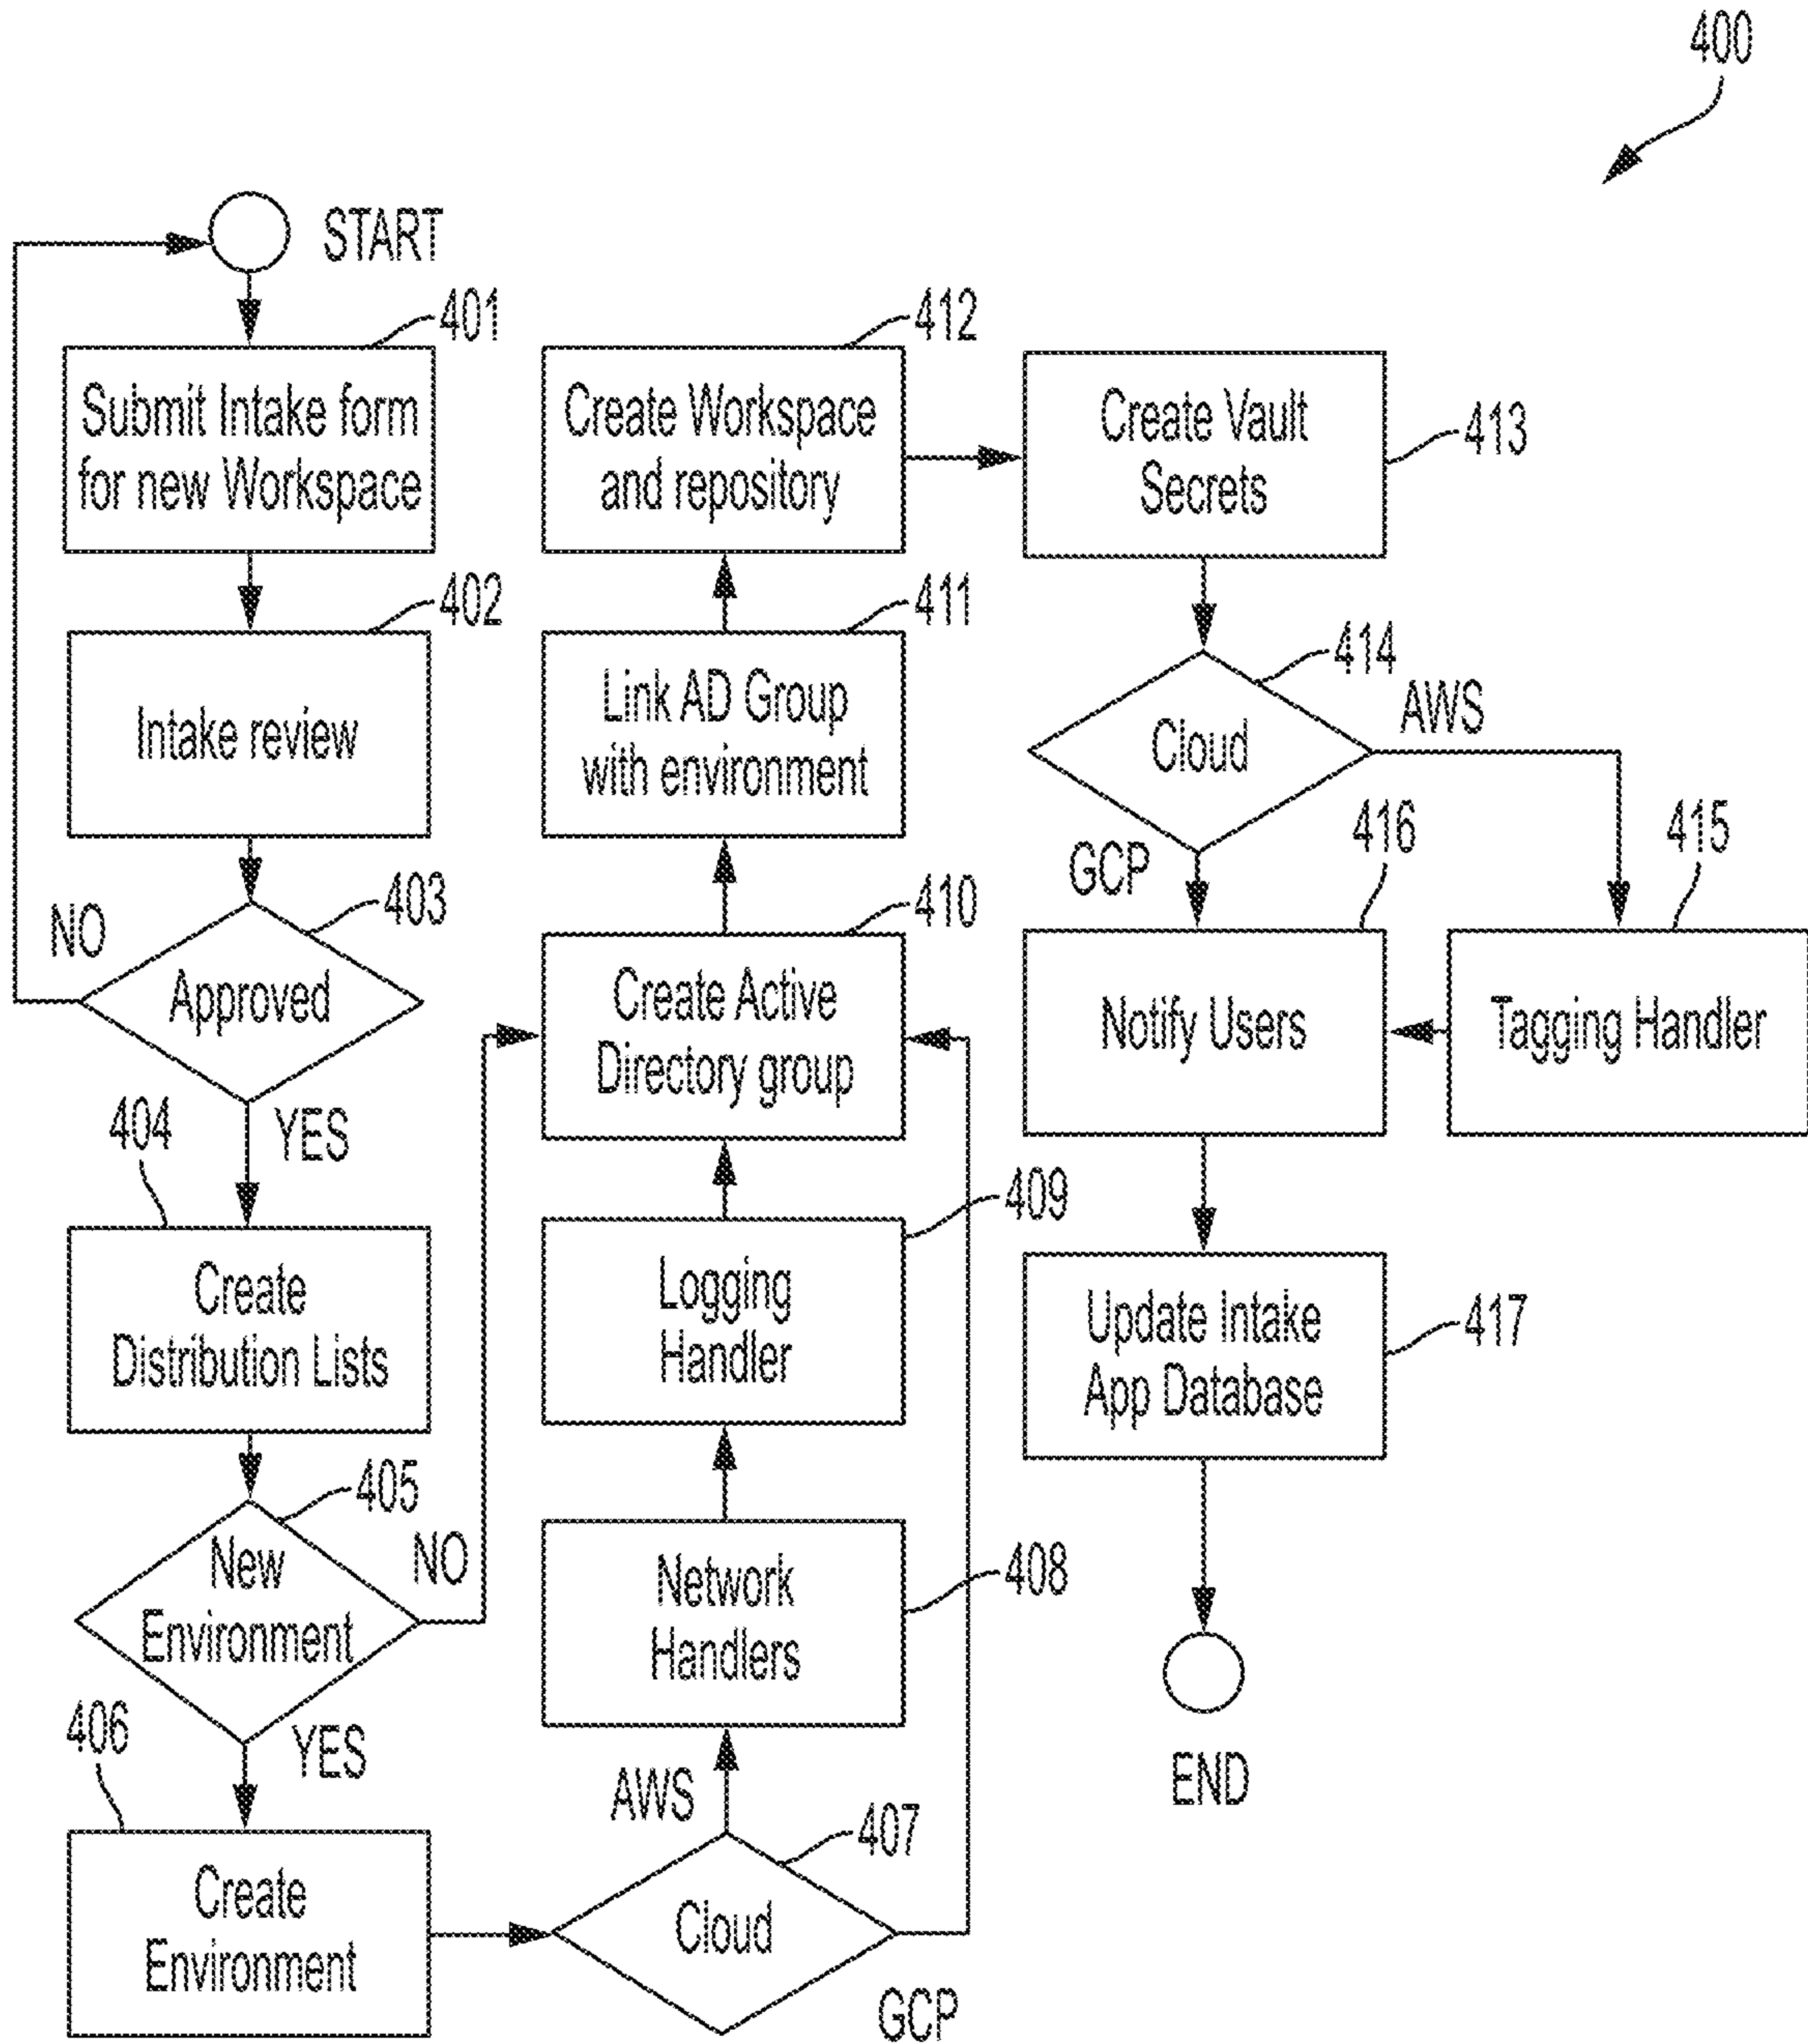 400
START
401
Submit Intake form
for new Workspace
402
Intake review
403
NO
Approved
YES
404
Create
Distribution Lists
405
New
Environment
NO
YES
406
Create
Environment
407
Cloud
AWS
GCP
408
Network
Handlers
409
Logging
Handler
410
Create Active
Directory group
411
Link AD Group
with environment
412
Create Workspace
and repository
413
Create Vault
Secrets
414
Cloud
AWS
GCP
415
Tagging Handler
416
Notify Users
417
Update Intake
App Database
END